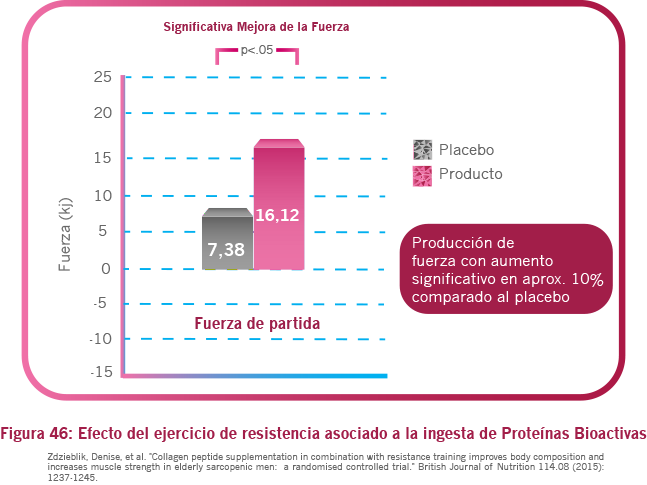 Significativa Mejora de la Fuerza
p<.05
25
20
15
10
5
0
-5
-10
-15
Fuerza (kj)
7,38
16,12
Fuerza de partida
Placebo
Producto
Producción de
fuerza con aumento
significativo en aprox. 10%
comparado al placebo
Figura 46: Efecto del ejercicio de resistencia asociado a la ingesta de Proteínas Bioactivas
Zdzieblik, Denise, et al. "Collagen peptide supplementation in combination with resistance training improves body composition and
increases muscle strength in elderly sarcopenic men: a randomised controlled trial." British Journal of Nutrition 114.08 (2015):
1237-1245.